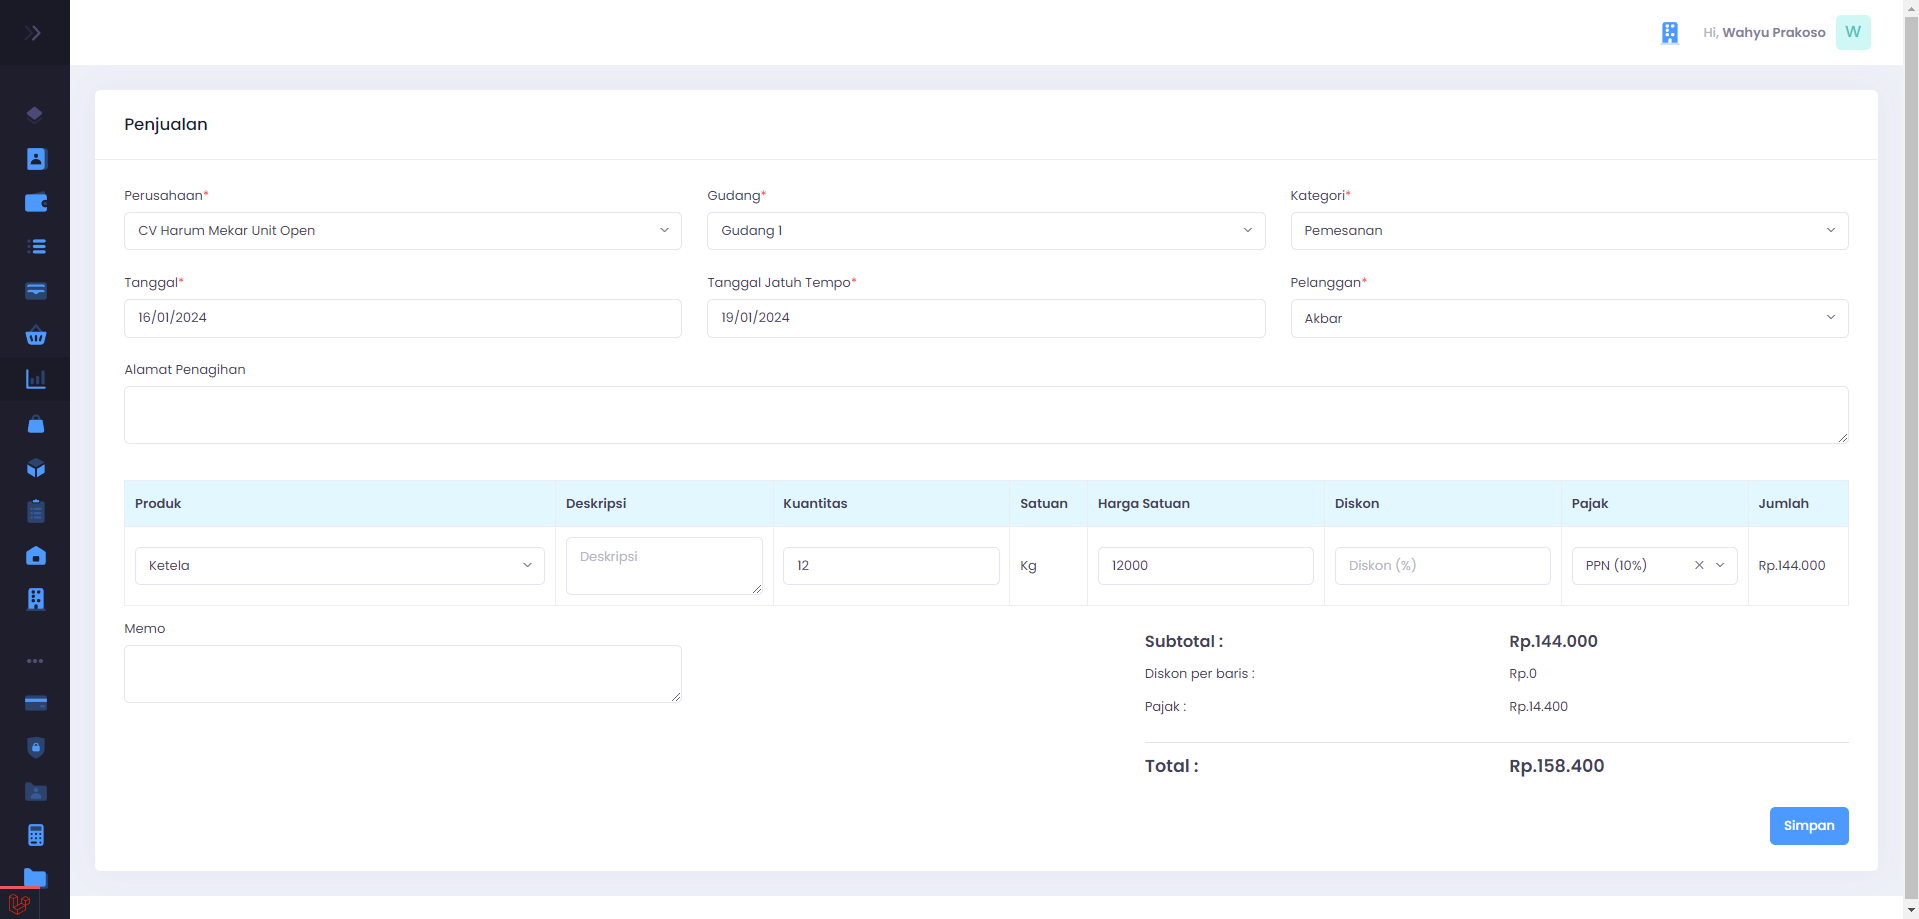 Hi, Wahyu Prakoso W
Penjualan
Perusahaan* Gudang* Kategori*
CV Harum Mekar Unit Open Gudang 1 Pemesanan
Tanggal* Tanggal Jatuh Tempo* Pelanggan*
16/01/2024 19/01/2024 Akbar
Alamat Penagihan
Produk Deskripsi Kuantitas Satuan Harga Satuan Diskon Pajak Jumlah
Ketela Deskripsi 12 Kg 12000 Diskon (%) PPN (10%) Rp.144.000
Memo
Subtotal : Rp.144.000
Diskon per baris : Rp.0
Pajak : Rp.14.400
Total : Rp.158.400
Simpan